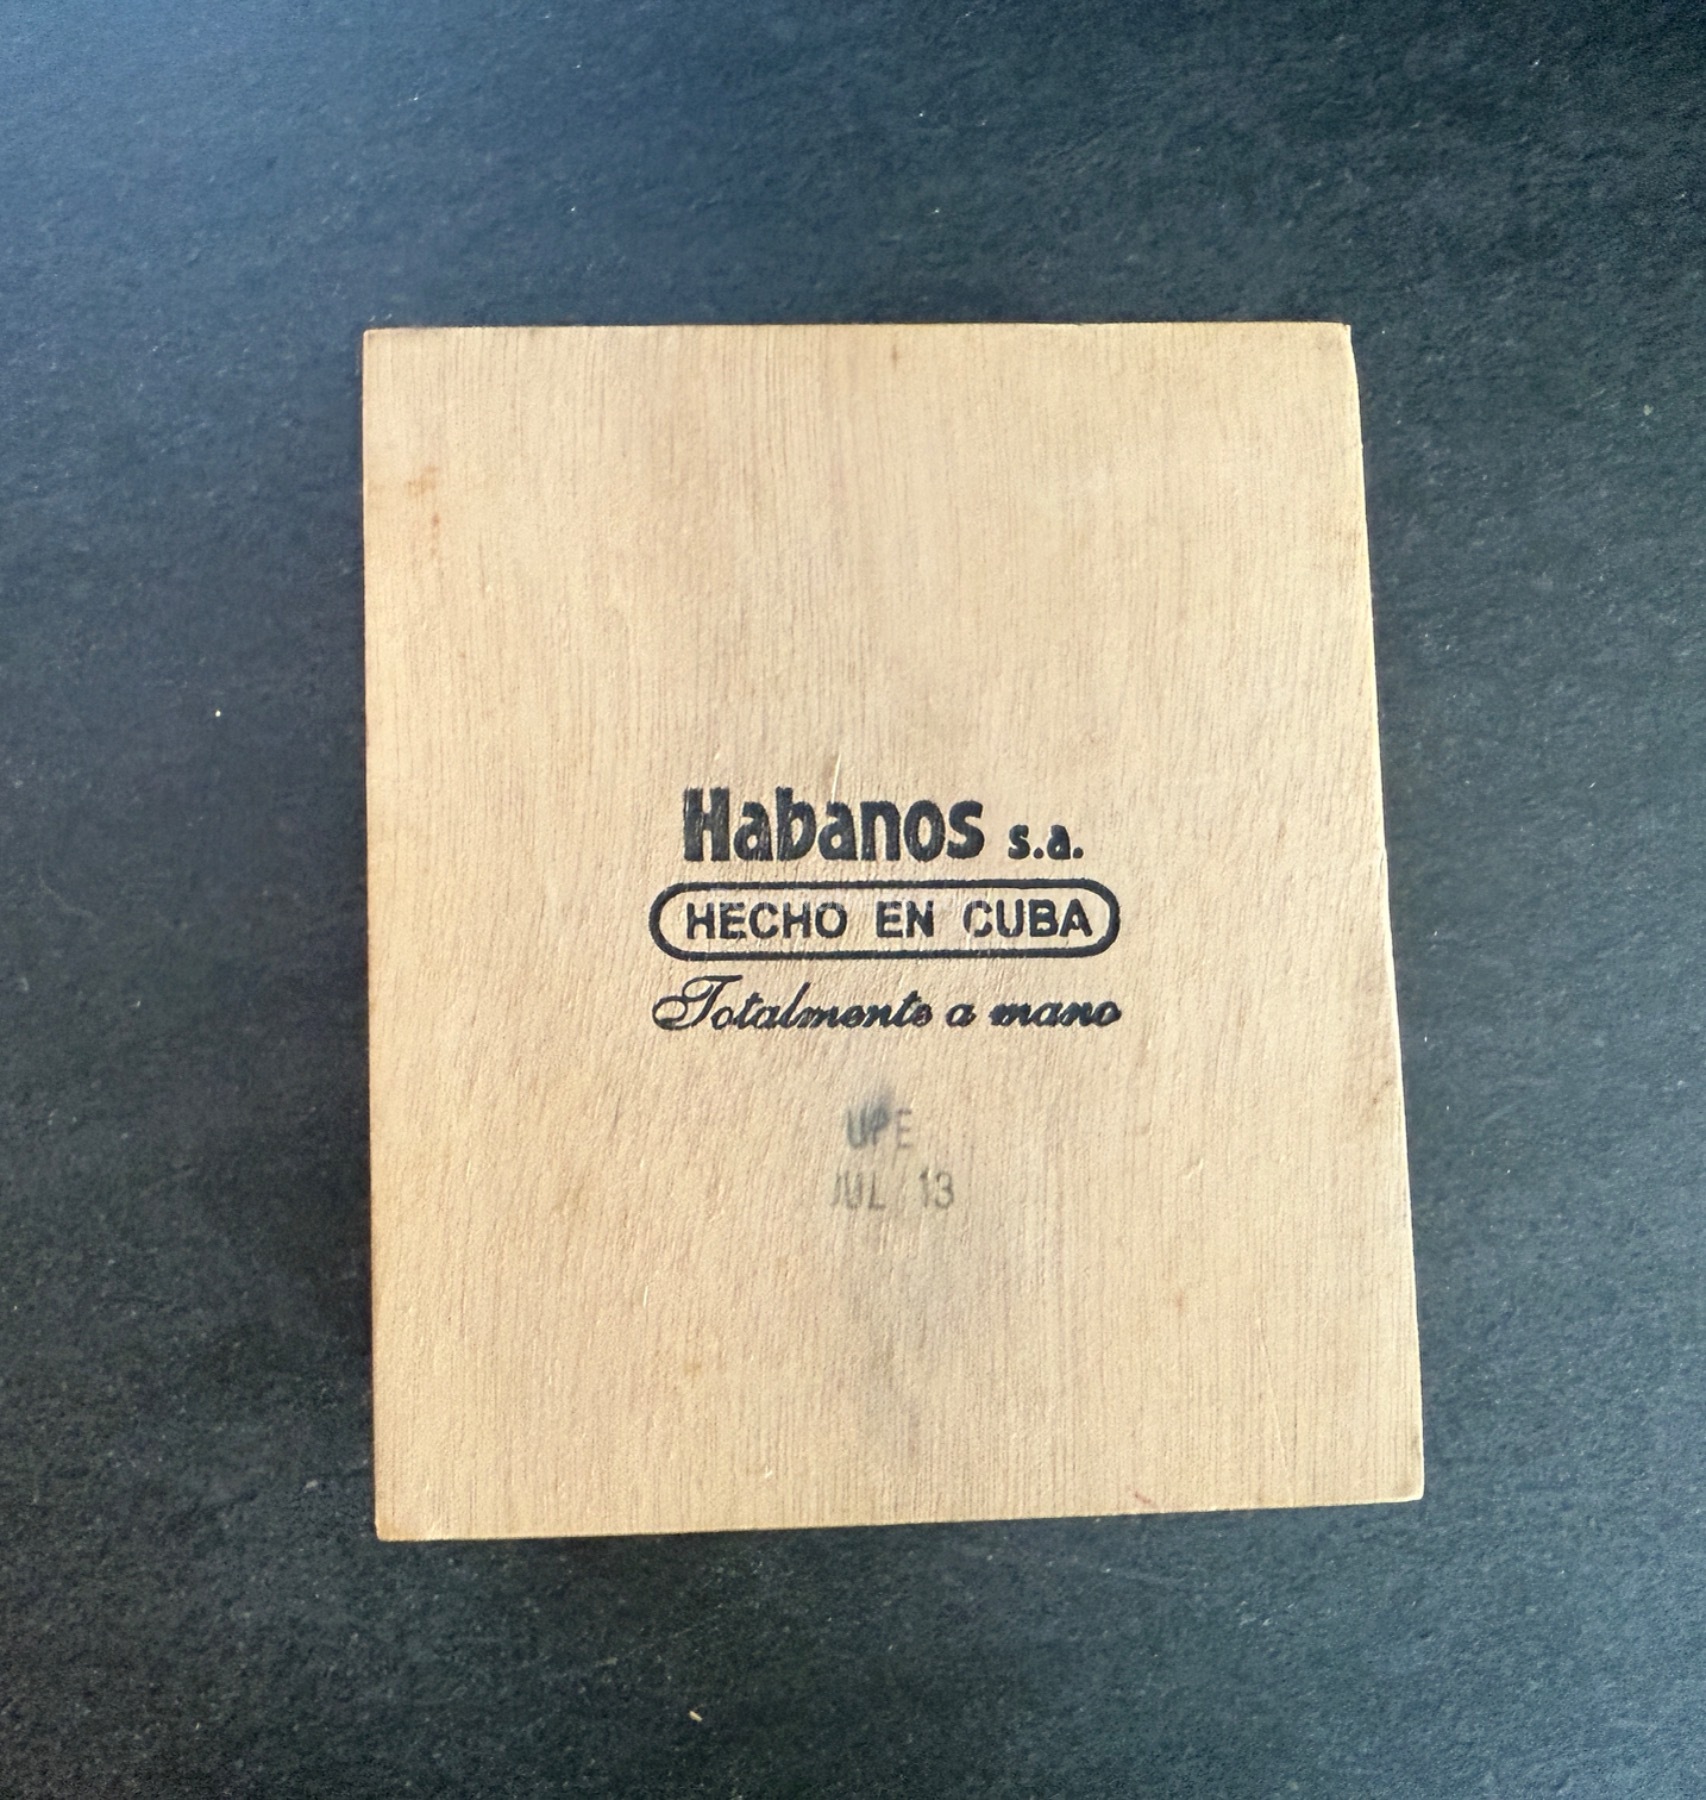 Habanos s.a.
HECHO EN CUBA
Totalmente a mano
UPE
JUL 13